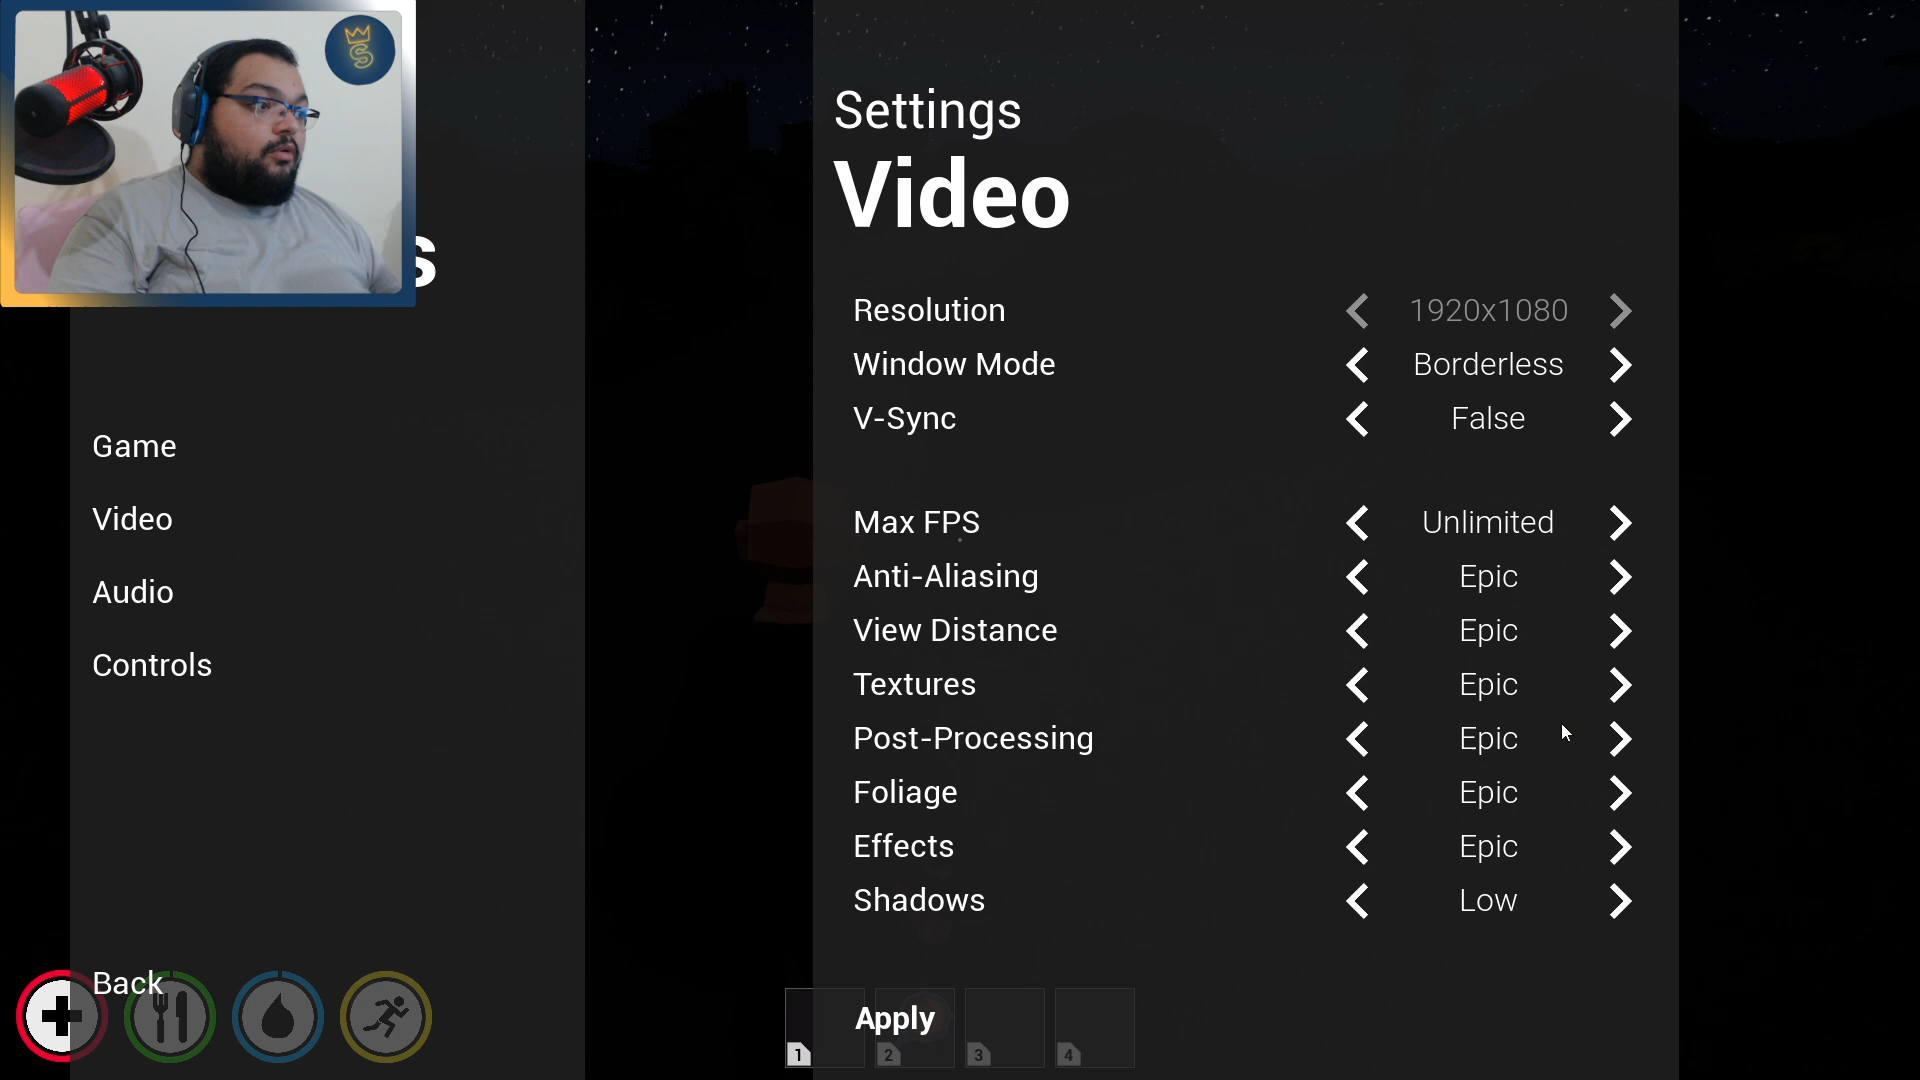 S
s
Game
Video
Audio
Controls
Back
Settings
Video
Resolution 1920x1080
Window Mode Borderless
V-Sync False
Max FPS Unlimited
Anti-Aliasing Epic
View Distance Epic
Textures Epic
Post-Processing Epic
Foliage Epic
Effects Epic
Shadows Low
Apply
1 2 3 4